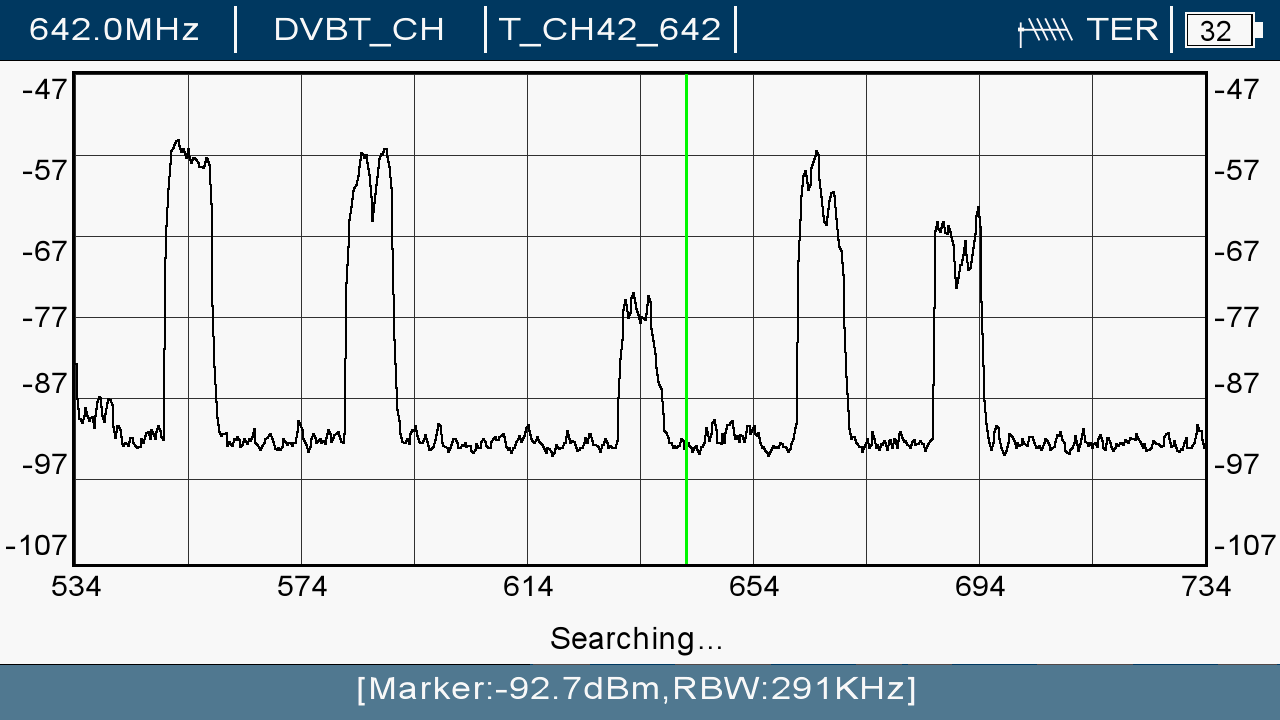 642.0MHz DVBT_CH T_CH42_642 TER 32
-47 -47
-57 -57
-67 -67
-77 -77
-87 -87
-97 -97
-107 -107
534 574 614 654 694 734
Searching...
[Marker:-92.7dBm,RBW:291KHz]